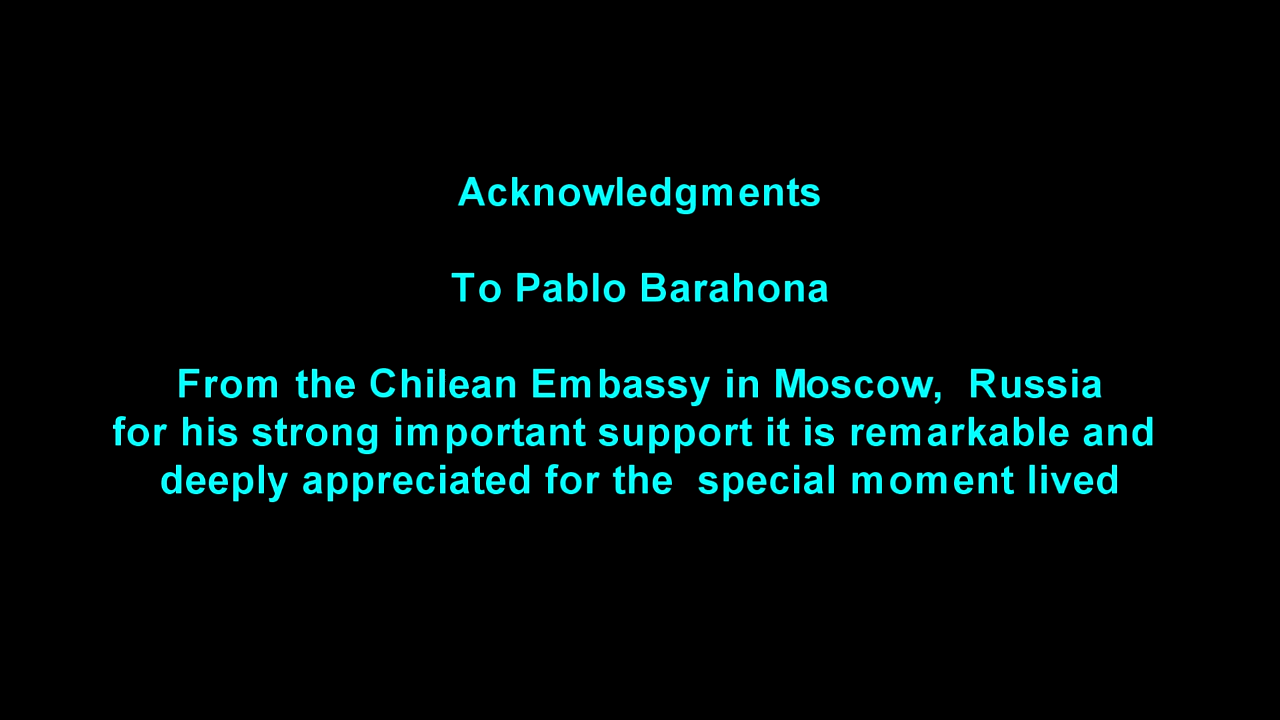 Acknowledgments
To Pablo Barahona
From the Chilean Embassy in Moscow,  Russia
for his strong important support it is remarkable and
deeply appreciated for the  special moment lived